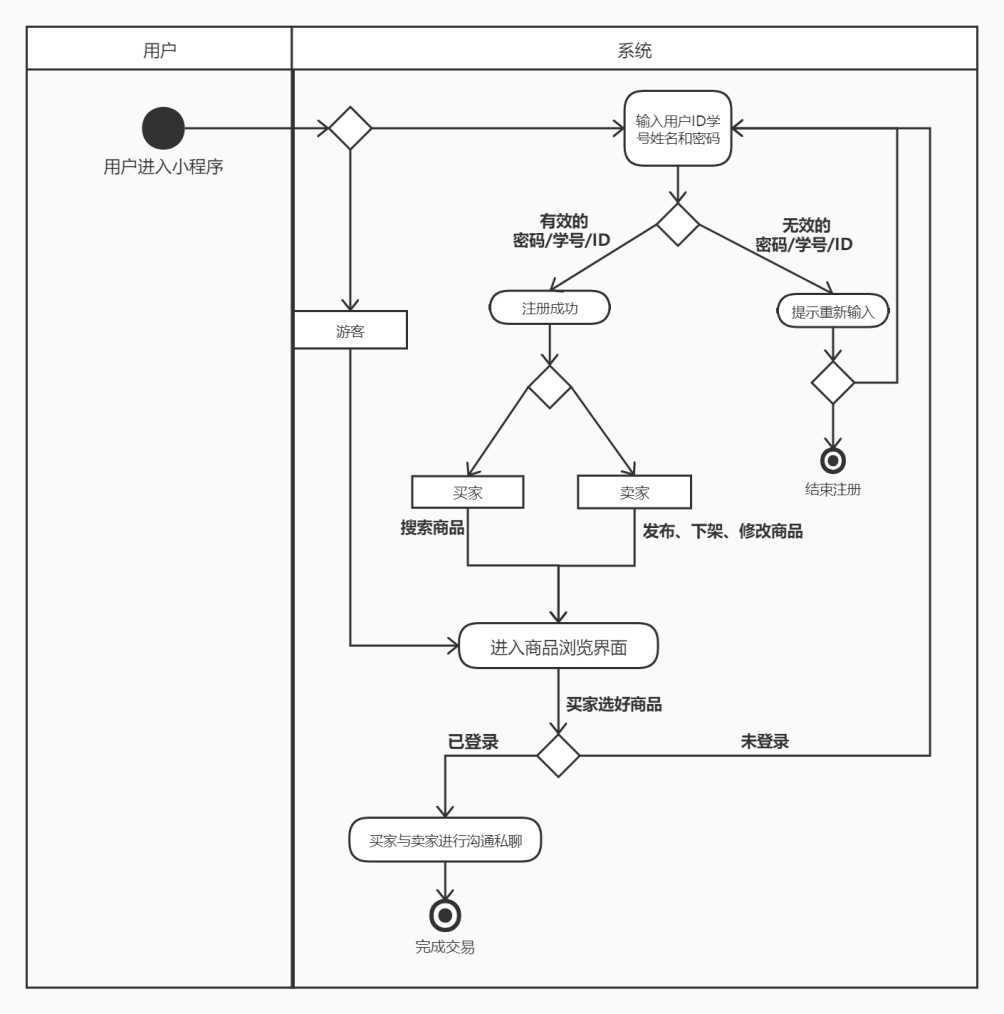 用户
系统
用户进入小程序
输入用户ID学
号姓名和密码
有效的
密码/学号/ID
无效的
密码/学号/ID
注册成功
提示重新输入
游客
结束注册
买家
卖家
搜索商品
发布、下架、修改商品
进入商品浏览界面
买家选好商品
已登录
未登录
买家与卖家进行沟通私聊
完成交易